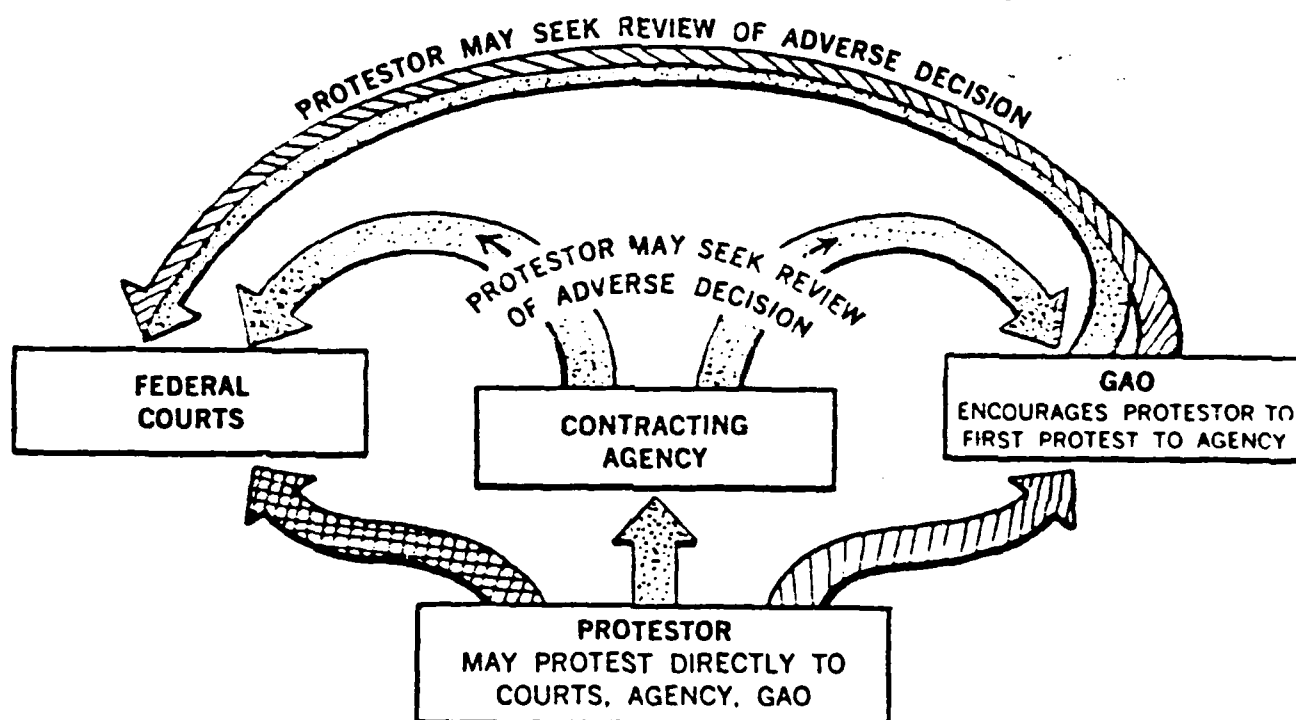 PROTESTOR MAY SEEK REVIEW OF ADVERSE DECISION
PROTESTOR MAY SEEK REVIEW
OF ADVERSE DECISION
FEDERAL
COURTS
CONTRACTING
AGENCY
GAO
ENCOURAGES PROTESTOR TO
FIRST PROTEST TO AGENCY
PROTESTOR
MAY PROTEST DIRECTLY TO
COURTS, AGENCY, GAO